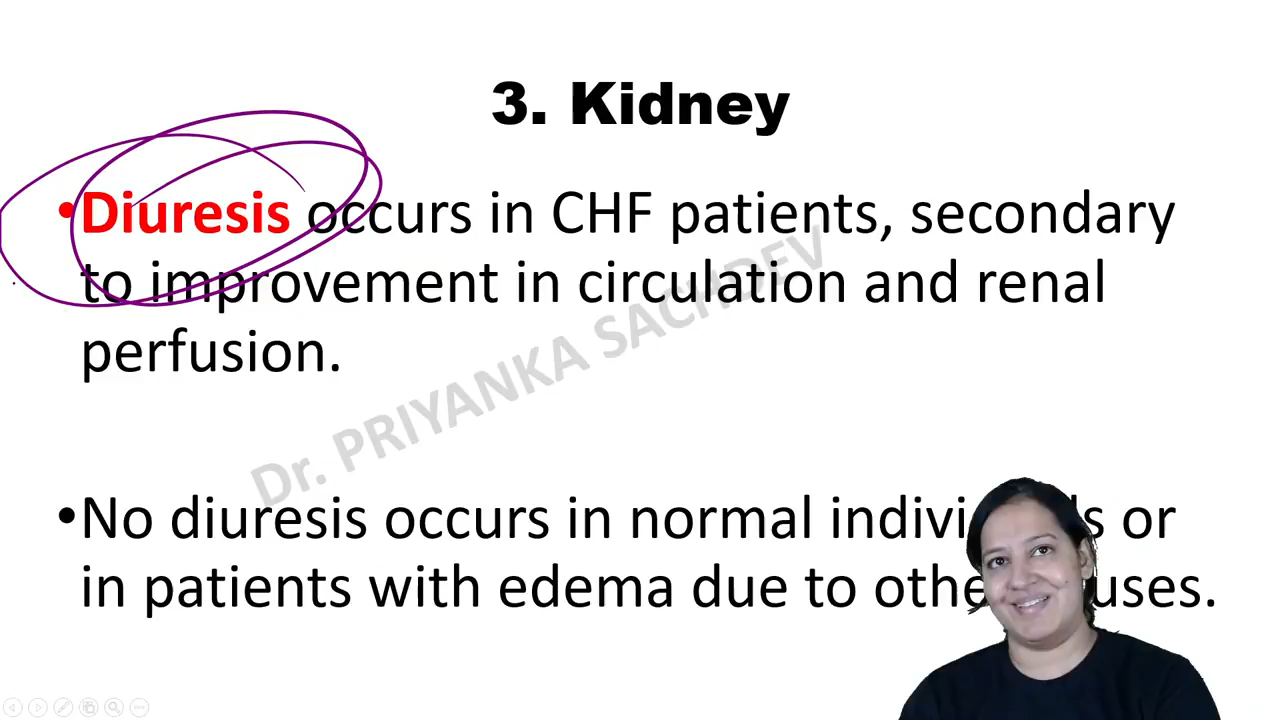 3. Kidney
•Diuresis occurs in CHF patients, secondary
to improvement in circulation and renal
perfusion.
Dr. PRIYANKA SACHDEV
•No diuresis occurs in normal or
in patients with edema due to